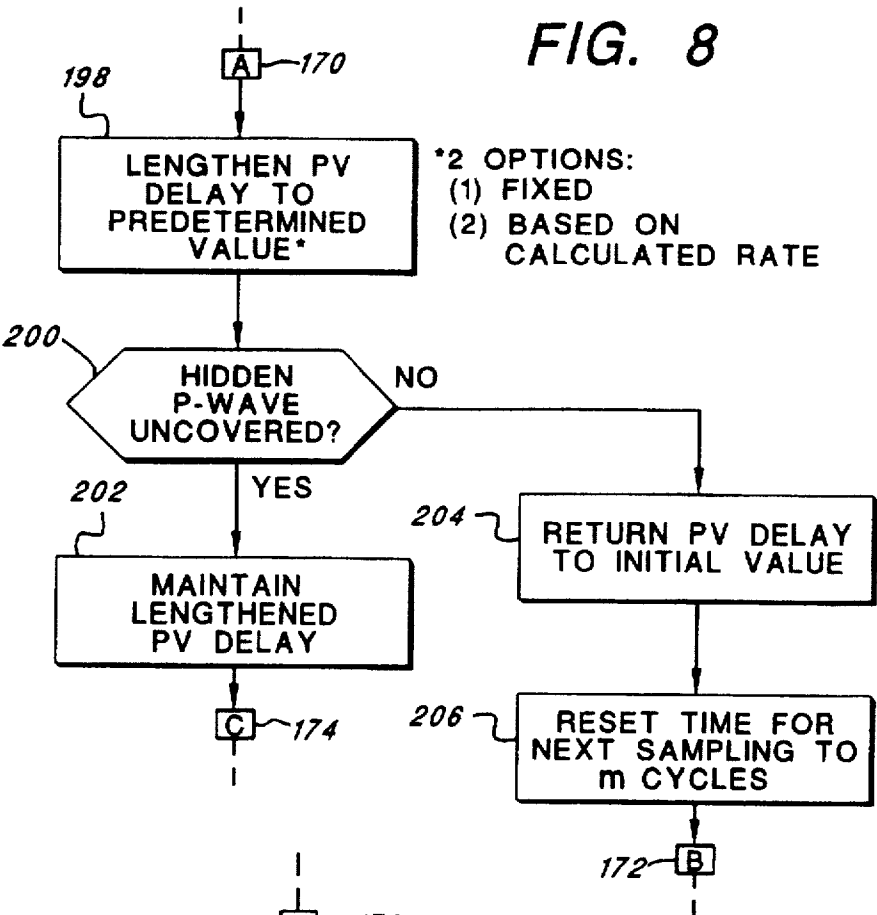 FIG. 8
A 170
198
LENGTHEN PV
DELAY TO
PREDETERMINED
VALUE*
*2 OPTIONS:
(1) FIXED
(2) BASED ON
CALCULATED RATE
200
HIDDEN
P-WAVE
UNCOVERED?
NO
YES
202
MAINTAIN
LENGTHENED
PV DELAY
C 174
204
RETURN PV DELAY
TO INITIAL VALUE
206
RESET TIME FOR
NEXT SAMPLING TO
m CYCLES
172 B